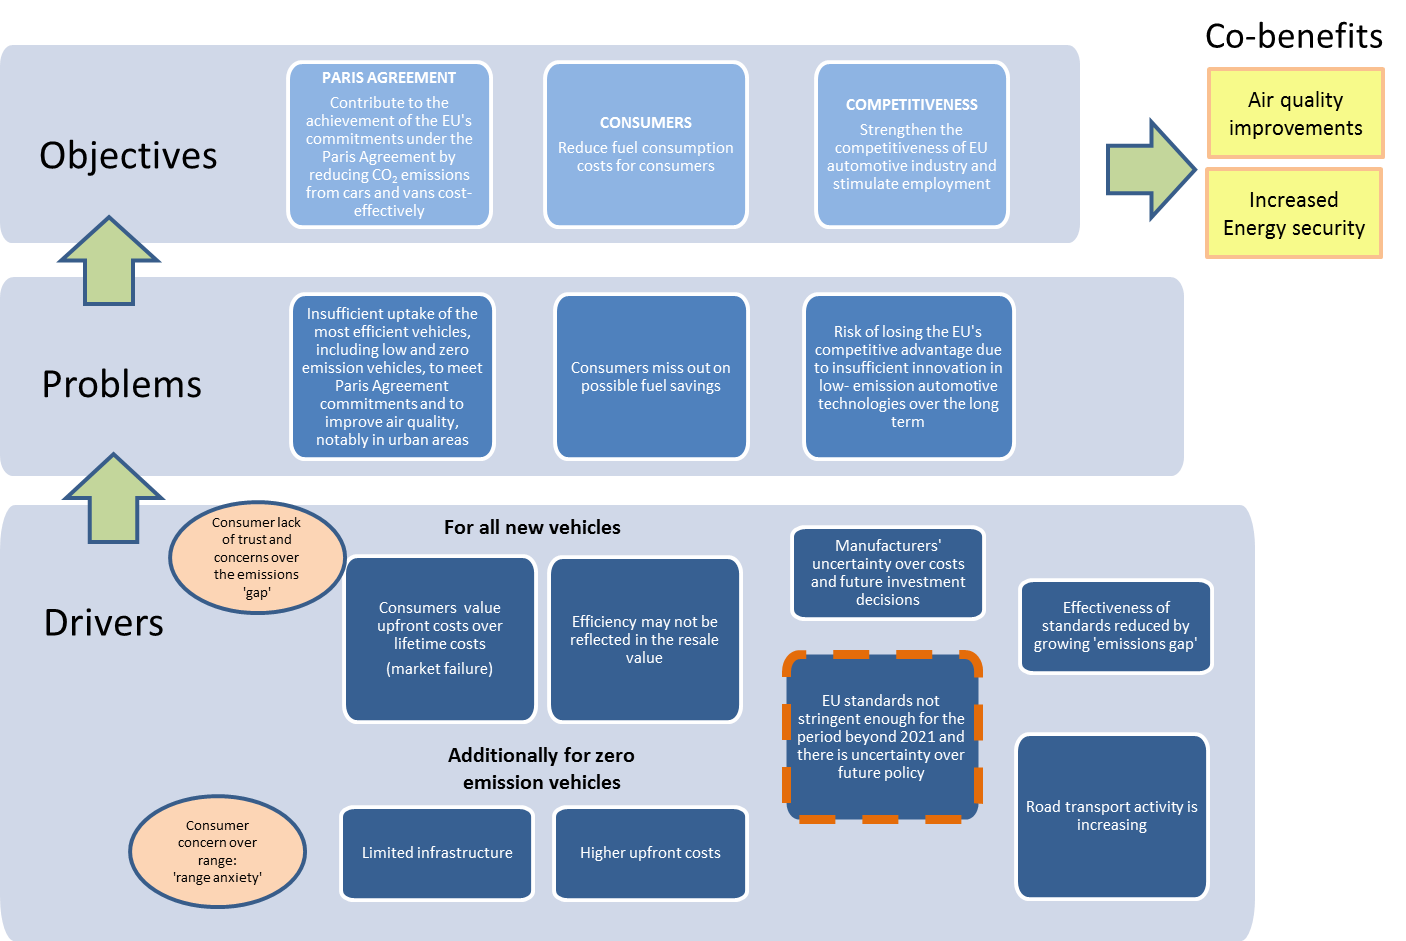 Co-benefits
Air quality
improvements
Increased
Energy security
Objectives
PARIS AGREEMENT
Contribute to the
achievement of the EU's
commitments under the
Paris Agreement by
reducing CO₂ emissions
from cars and vans cost-
effectively
CONSUMERS
Reduce fuel consumption
costs for consumers
COMPETITIVENESS
Strengthen the
competitiveness of EU
automotive industry and
stimulate employment
Problems
Insufficient uptake of the
most efficient vehicles,
including low and zero
emission vehicles, to meet
Paris Agreement
commitments and to
improve air quality,
notably in urban areas
Consumers miss out on
possible fuel savings
Risk of losing the EU's
competitive advantage due
to insufficient innovation in
low- emission automotive
technologies over the long
term
Drivers
Consumer lack
of trust and
concerns over
the emissions
'gap'
For all new vehicles
Consumers value
upfront costs over
lifetime costs
(market failure)
Efficiency may not be
reflected in the resale
value
Manufacturers'
uncertainty over costs
and future investment
decisions
Effectiveness of
standards reduced by
growing 'emissions gap'
EU standards not
stringent enough for the
period beyond 2021 and
there is uncertainty over
future policy
Additionally for zero
emission vehicles
Consumer
concern over
range:
'range anxiety'
Limited infrastructure
Higher upfront costs
Road transport activity is
increasing